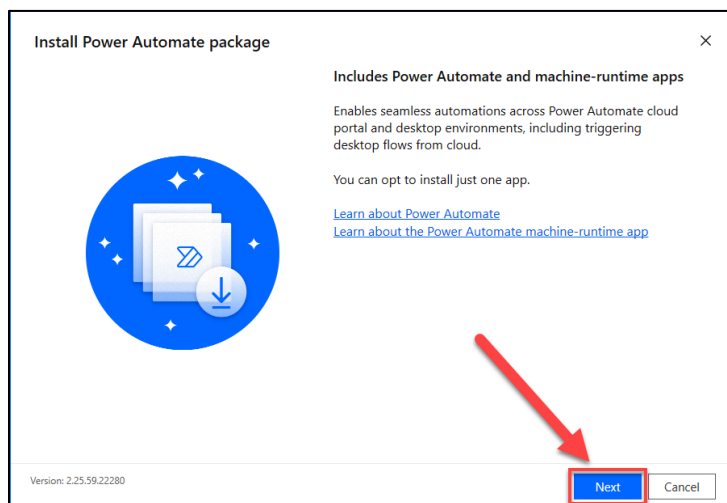 Install Power Automate package
Includes Power Automate and machine-runtime apps
Enables seamless automations across Power Automate cloud
portal and desktop environments, including triggering
desktop flows from cloud.
You can opt to install just one app.
Learn about Power Automate
Learn about the Power Automate machine-runtime app
Version: 2.25.59.22280
Next
Cancel